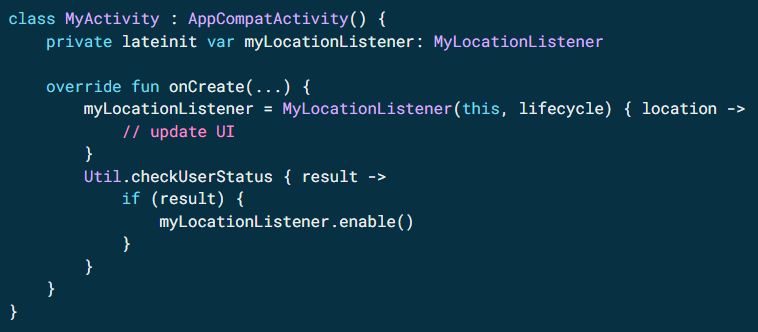 class MyActivity : AppCompatActivity() {
    private lateinit var myLocationListener: MyLocationListener

    override fun onCreate(...) {
        myLocationListener = MyLocationListener(this, lifecycle) { location ->
            // update UI
        }
        Util.checkUserStatus { result ->
            if (result) {
                myLocationListener.enable()
            }
        }
    }
}